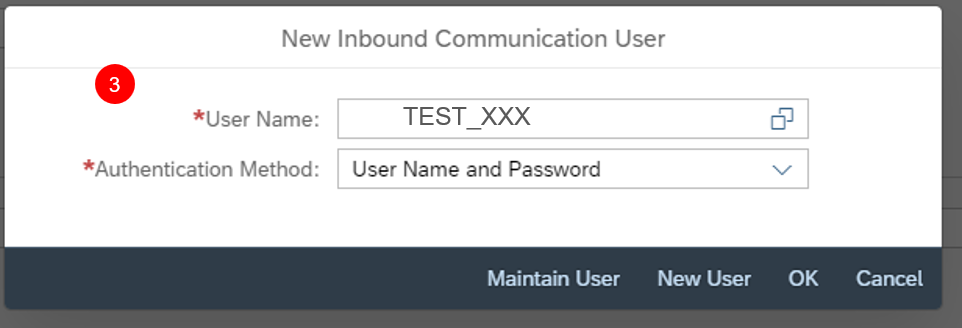 New Inbound Communication User
3
*User Name: TEST_XXX
*Authentication Method: User Name and Password
Maintain User New User OK Cancel